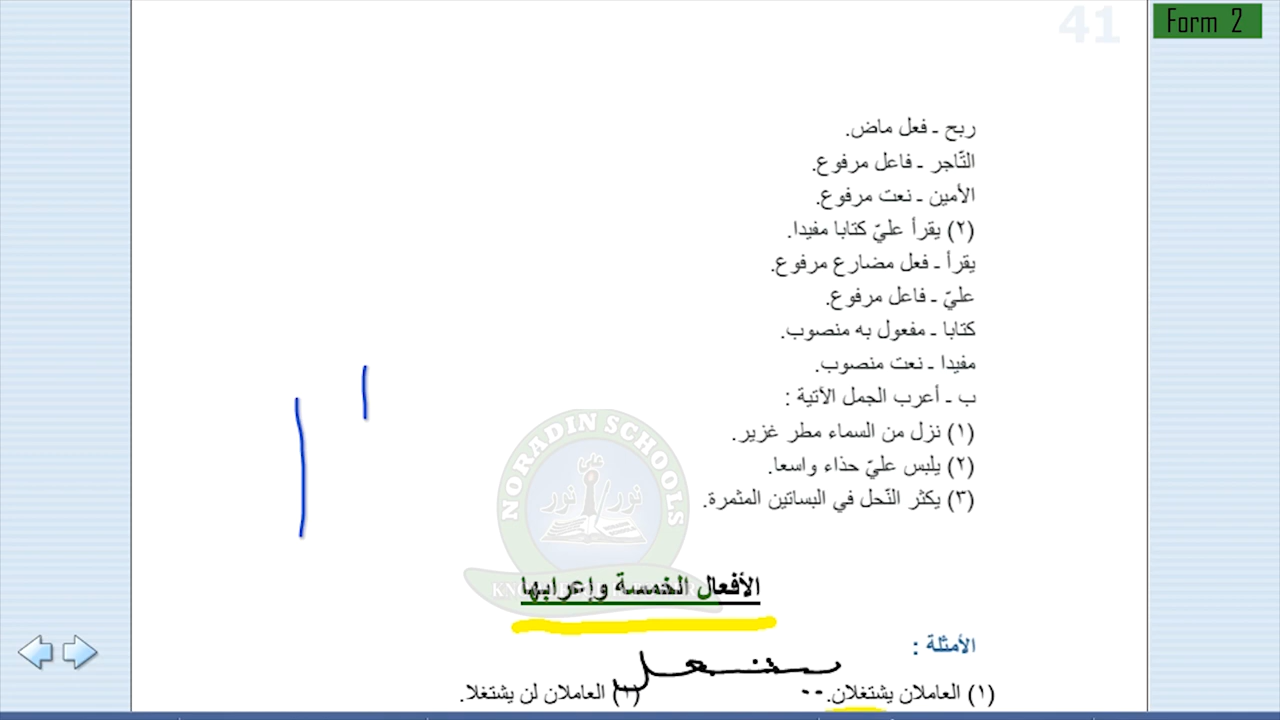 41
Form 2
ربح ـ فعل ماض.
التّاجر ـ فاعل مرفوع.
الأمين ـ نعت مرفوع.
(٢) يقرأ عليّ كتابا مفيدا.
يقرأ ـ فعل مضارع مرفوع.
عليّ ـ فاعل مرفوع.
كتابا ـ مفعول به منصوب.
مفيدا ـ نعت منصوب.
ب ـ أعرب الجمل الآتية :
(١) نزل من السماء مطر غزير.
(٢) يلبس عليّ حذاء واسعا.
(٣) يكثر النّحل في البساتين المثمرة.
NORADIN SCHOOLS
على
نور نور
الأفعال الخمسة وإعرابها
الأمثلة :
(١) العاملان يشتغلان. (١) العاملان لن يشتغلا.